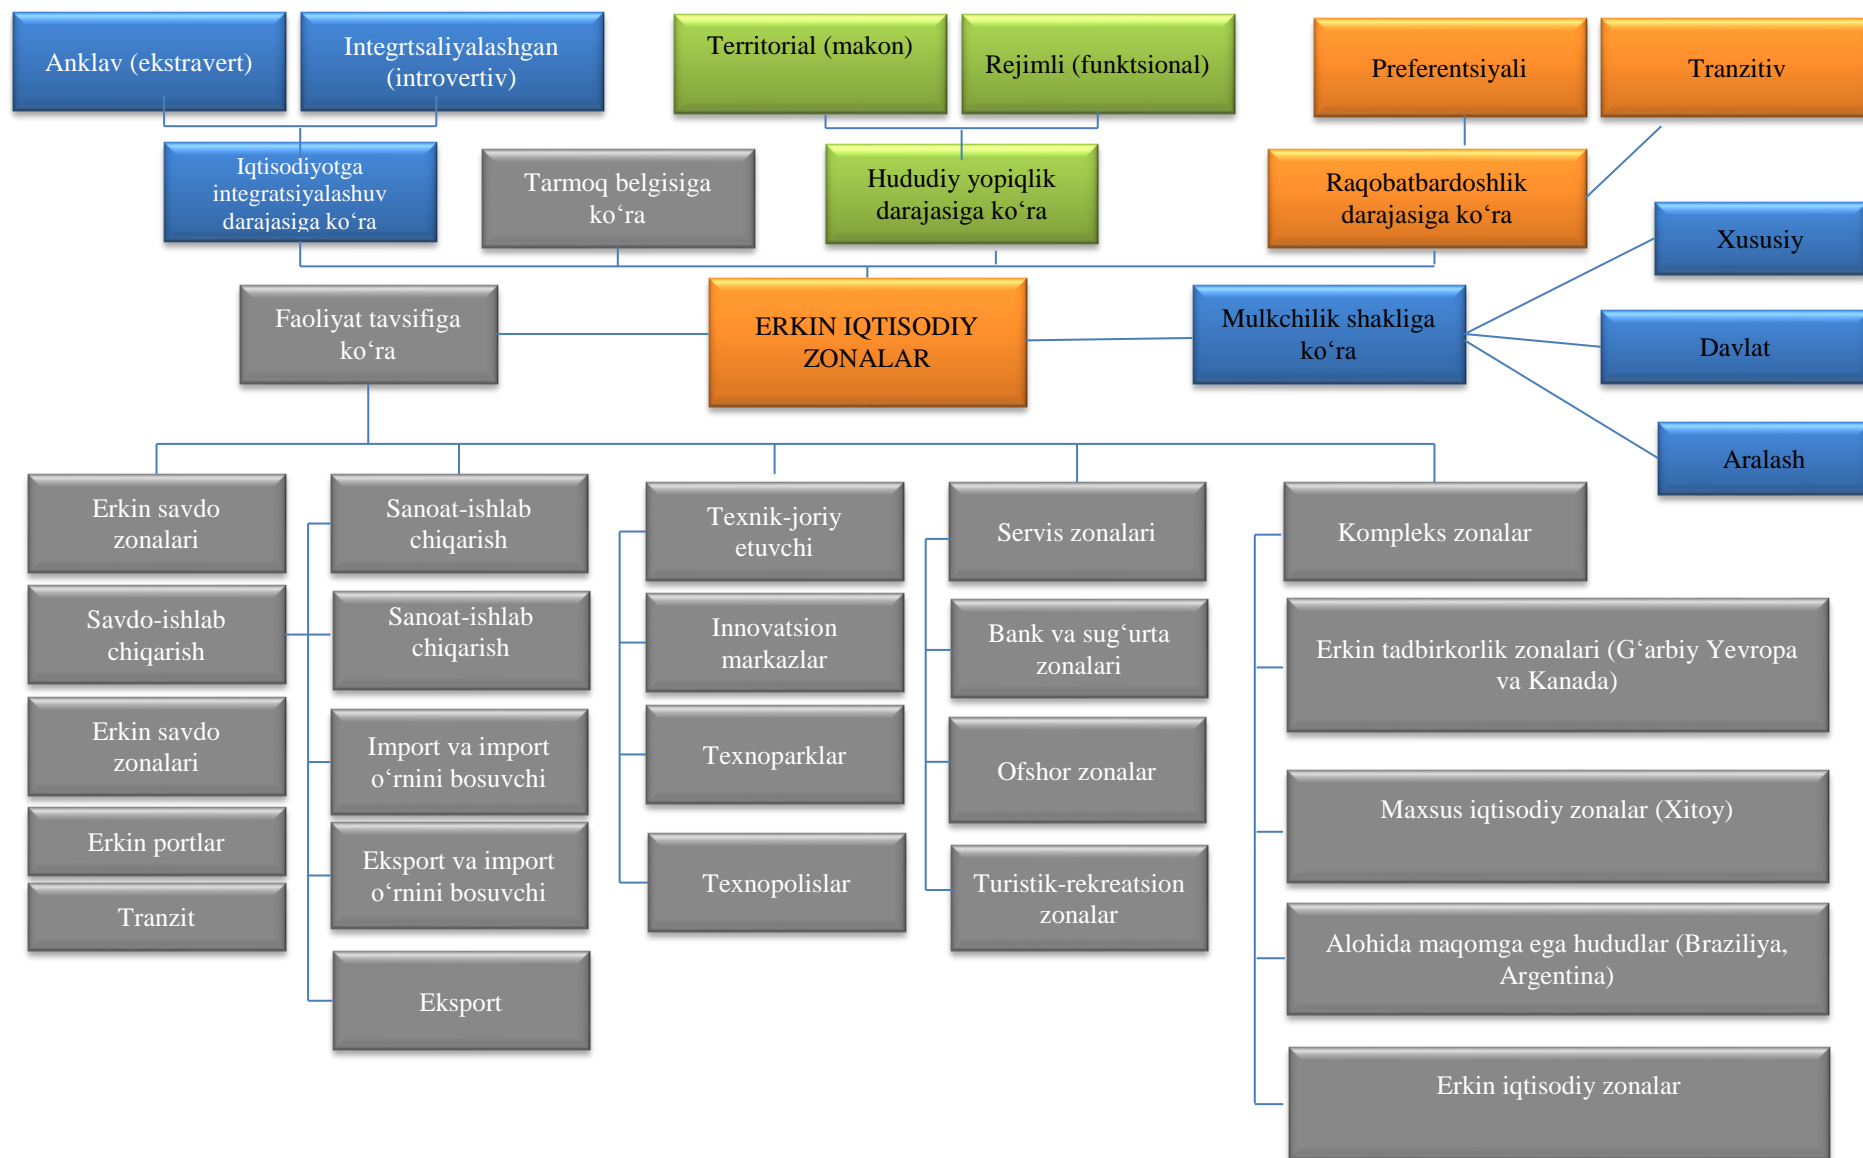 Anklav (ekstravert)
Integrtsaliyalashgan
(introvertiv)
Territorial (makon)
Rejimli (funktsional)
Preferentsiyali
Tranzitiv
Iqtisodiyotga
integratsiyalashuv
darajasiga ko‘ra
Tarmoq belgisiga
ko‘ra
Hududiy yopiqlik
darajasiga ko‘ra
Raqobatbardoshlik
darajasiga ko‘ra
Xususiy
Faoliyat tavsifiga
ko‘ra
ERKIN IQTISODIY
ZONALAR
Mulkchilik shakliga
ko‘ra
Davlat
Aralash
Erkin savdo
zonalari
Sanoat-ishlab
chiqarish
Texnik-joriy
etuvchi
Servis zonalari
Kompleks zonalar
Savdo-ishlab
chiqarish
Sanoat-ishlab
chiqarish
Innovatsion
markazlar
Bank va sug‘urta
zonalari
Erkin tadbirkorlik zonalari (G‘arbiy Yevropa
va Kanada)
Erkin savdo
zonalari
Import va import
o‘rnini bosuvchi
Texnoparklar
Ofshor zonalar
Maxsus iqtisodiy zonalar (Xitoy)
Erkin portlar
Eksport va import
o‘rnini bosuvchi
Texnopolislar
Turistik-rekreatsion
zonalar
Alohida maqomga ega hududlar (Braziliya,
Argentina)
Tranzit
Eksport
Erkin iqtisodiy zonalar